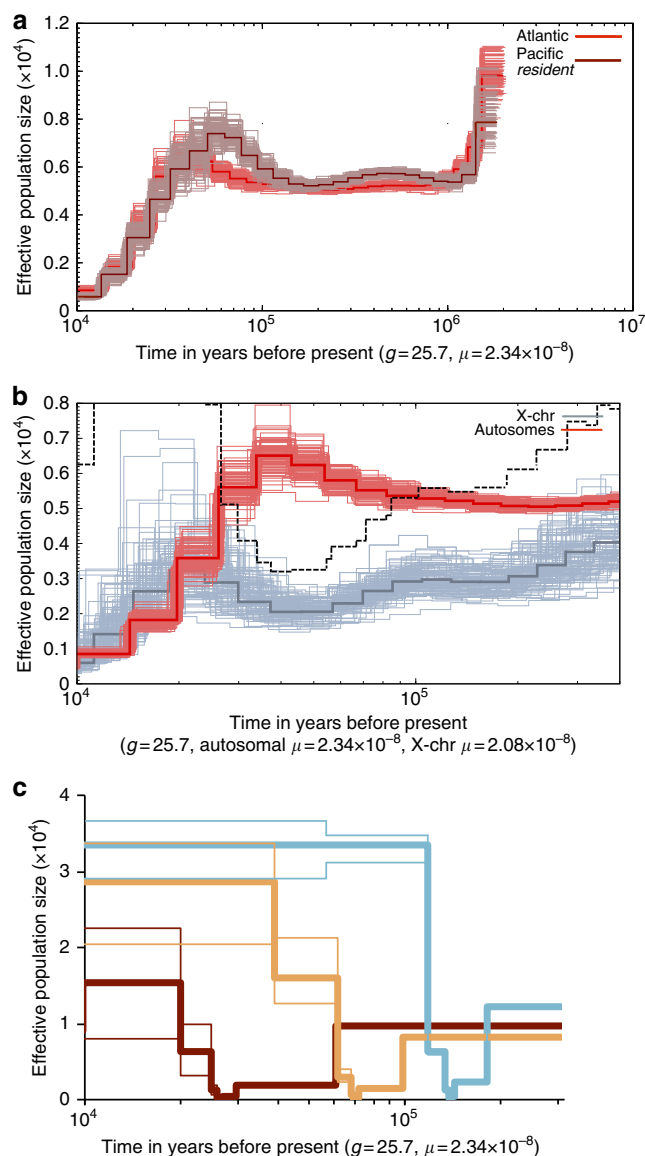 a
Effective population size (×10⁴)
1.2
1.0
0.8
0.6
0.4
0.2
0
Atlantic
Pacific
resident
10⁴ 10⁵ 10⁶ 10⁷
Time in years before present (g=25.7, μ=2.34×10⁻⁸)
b
Effective population size (×10⁴)
0.8
0.7
0.6
0.5
0.4
0.3
0.2
0.1
0
X-chr
Autosomes
10⁴ 10⁵
Time in years before present
(g=25.7, autosomal μ=2.34×10⁻⁸, X-chr μ=2.08×10⁻⁸)
c
Effective population size (×10⁴)
4
3
2
1
0
10⁴ 10⁵
Time in years before present (g=25.7, μ=2.34×10⁻⁸)